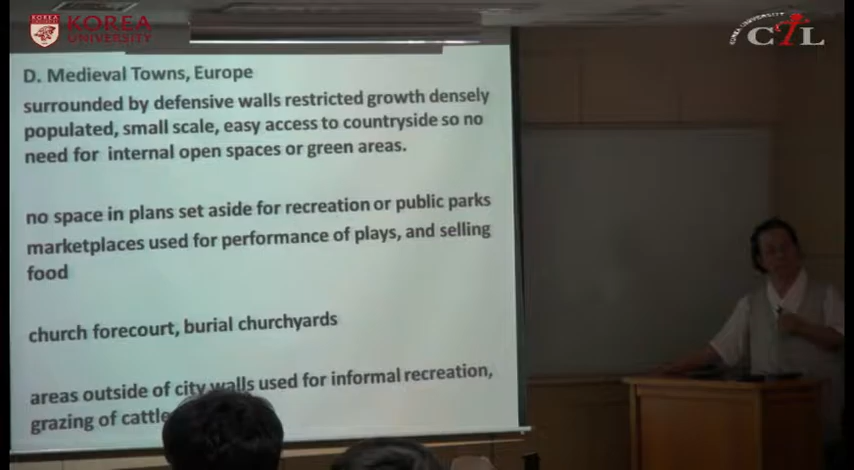 KOREA
UNIVERSITY
KOREA UNIVERSITY
CTL
D. Medieval Towns, Europe
surrounded by defensive walls restricted growth densely
populated, small scale, easy access to countryside so no
need for internal open spaces or green areas.
no space in plans set aside for recreation or public parks
marketplaces used for performance of plays, and selling
food
church forecourt, burial churchyards
areas outside of city walls used for informal recreation,
grazing of cattle